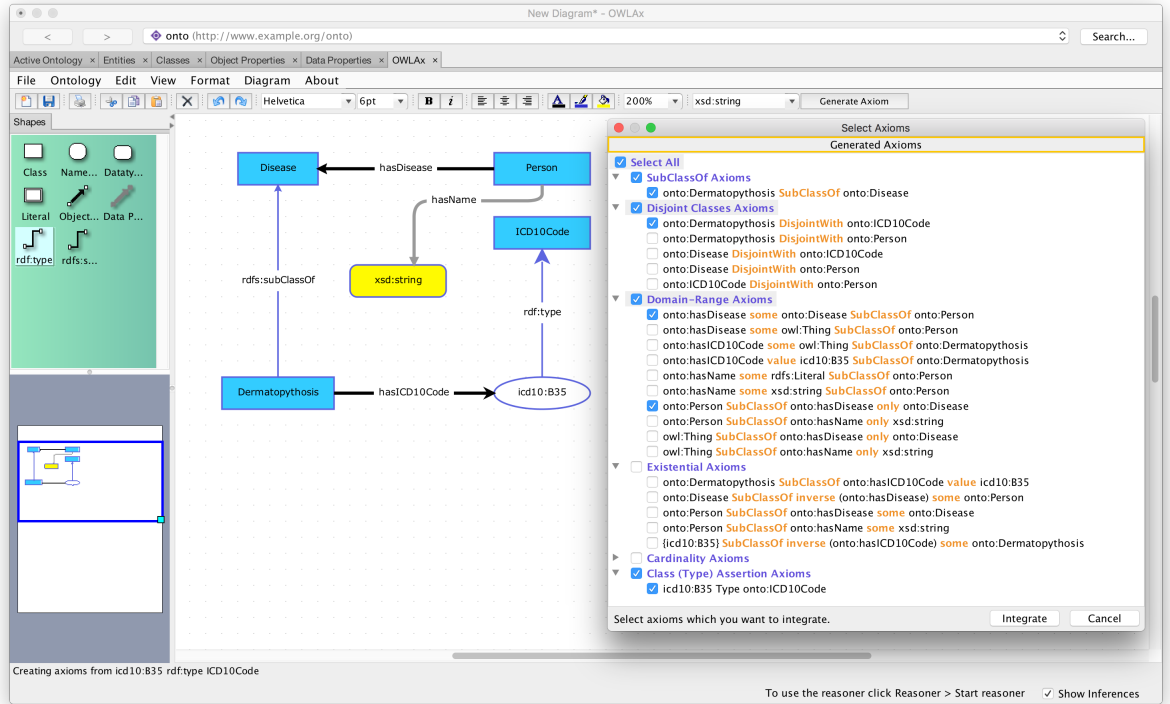 New Diagram* - OWLAx
< > onto (http://www.example.org/onto) Search...
Active Ontology × Entities × Classes × Object Properties × Data Properties × OWLAx ×
File Ontology Edit View Format Diagram About
Helvetica 6pt B i A 200% xsd:string Generate Axiom
Shapes
Class Name... Dataty...
Literal Object... Data P...
rdf:type rdfs:s...
Disease hasDisease Person
hasName
ICD10Code
rdfs:subClassOf xsd:string
rdf:type
Dermatopythosis hasICD10Code icd10:B35
Select Axioms
Generated Axioms
Select All
SubClassOf Axioms
onto:Dermatopythosis SubClassOf onto:Disease
Disjoint Classes Axioms
onto:Dermatopythosis DisjointWith onto:ICD10Code
onto:Dermatopythosis DisjointWith onto:Person
onto:Disease DisjointWith onto:ICD10Code
onto:Disease DisjointWith onto:Person
onto:ICD10Code DisjointWith onto:Person
Domain-Range Axioms
onto:hasDisease some onto:Disease SubClassOf onto:Person
onto:hasDisease some owl:Thing SubClassOf onto:Person
onto:hasICD10Code some owl:Thing SubClassOf onto:Dermatopythosis
onto:hasICD10Code value icd10:B35 SubClassOf onto:Dermatopythosis
onto:hasName some rdfs:Literal SubClassOf onto:Person
onto:hasName some xsd:string SubClassOf onto:Person
onto:Person SubClassOf onto:hasDisease only onto:Disease
onto:Person SubClassOf onto:hasName only xsd:string
owl:Thing SubClassOf onto:hasDisease only onto:Disease
owl:Thing SubClassOf onto:hasName only xsd:string
Existential Axioms
onto:Dermatopythosis SubClassOf onto:hasICD10Code value icd10:B35
onto:Disease SubClassOf inverse (onto:hasDisease) some onto:Person
onto:Person SubClassOf onto:hasDisease some onto:Disease
onto:Person SubClassOf onto:hasName some xsd:string
{icd10:B35} SubClassOf inverse (onto:hasICD10Code) some onto:Dermatopythosis
Cardinality Axioms
Class (Type) Assertion Axioms
icd10:B35 Type onto:ICD10Code
Select axioms which you want to integrate. Integrate Cancel
Creating axioms from icd10:B35 rdf:type ICD10Code
To use the reasoner click Reasoner > Start reasoner Show Inferences